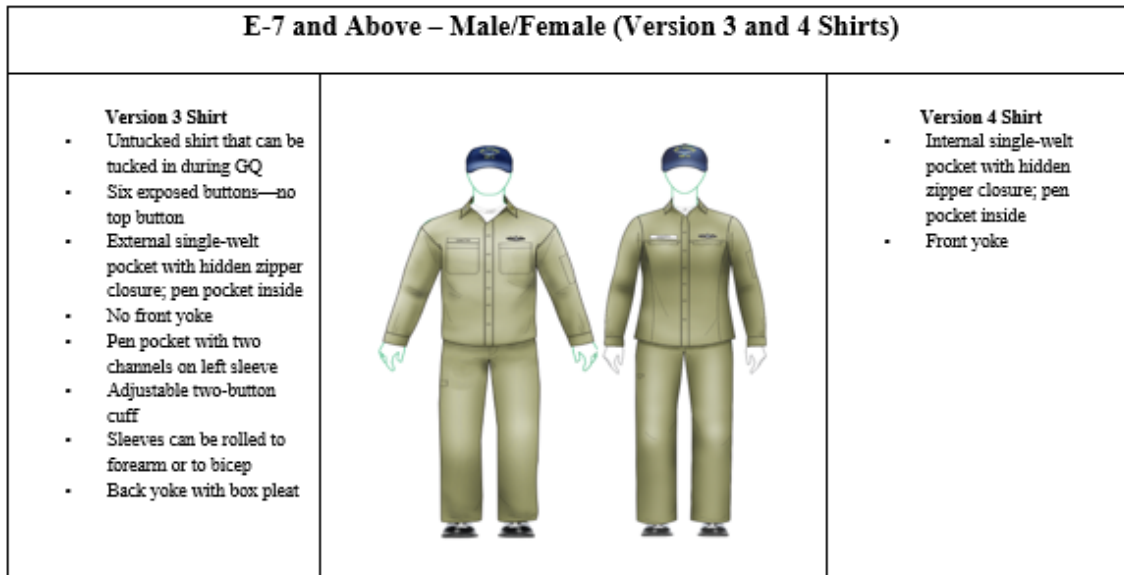 E-7 and Above – Male/Female (Version 3 and 4 Shirts)
Version 3 Shirt
▪ Untucked shirt that can be
tucked in during GQ
▪ Six exposed buttons—no
top button
▪ External single-welt
pocket with hidden zipper
closure; pen pocket inside
▪ No front yoke
▪ Pen pocket with two
channels on left sleeve
▪ Adjustable two-button
cuff
▪ Sleeves can be rolled to
forearm or to bicep
▪ Back yoke with box pleat
Version 4 Shirt
▪ Internal single-welt
pocket with hidden
zipper closure; pen
pocket inside
▪ Front yoke